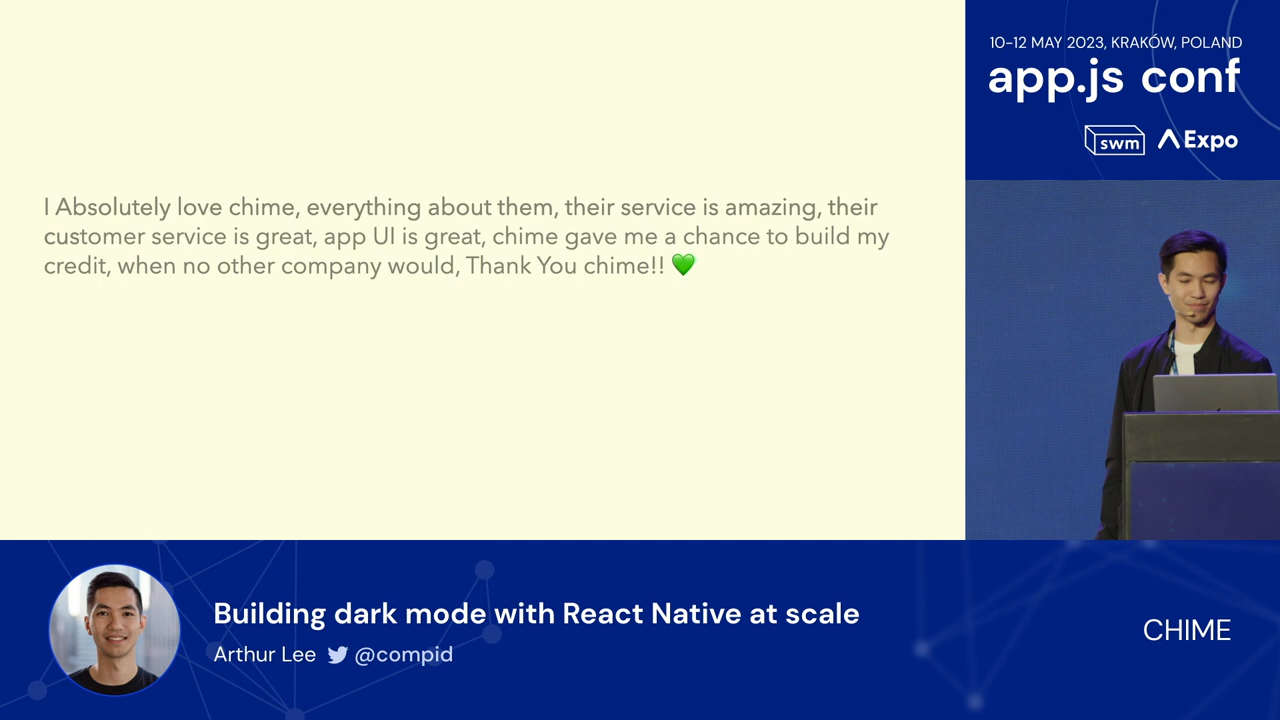 I Absolutely love chime, everything about them, their service is amazing, their
customer service is great, app UI is great, chime gave me a chance to build my
credit, when no other company would, Thank You chime!! 💚
10-12 MAY 2023, KRAKÓW, POLAND
app.js conf
swm Expo
Building dark mode with React Native at scale
Arthur Lee @compid
CHIME